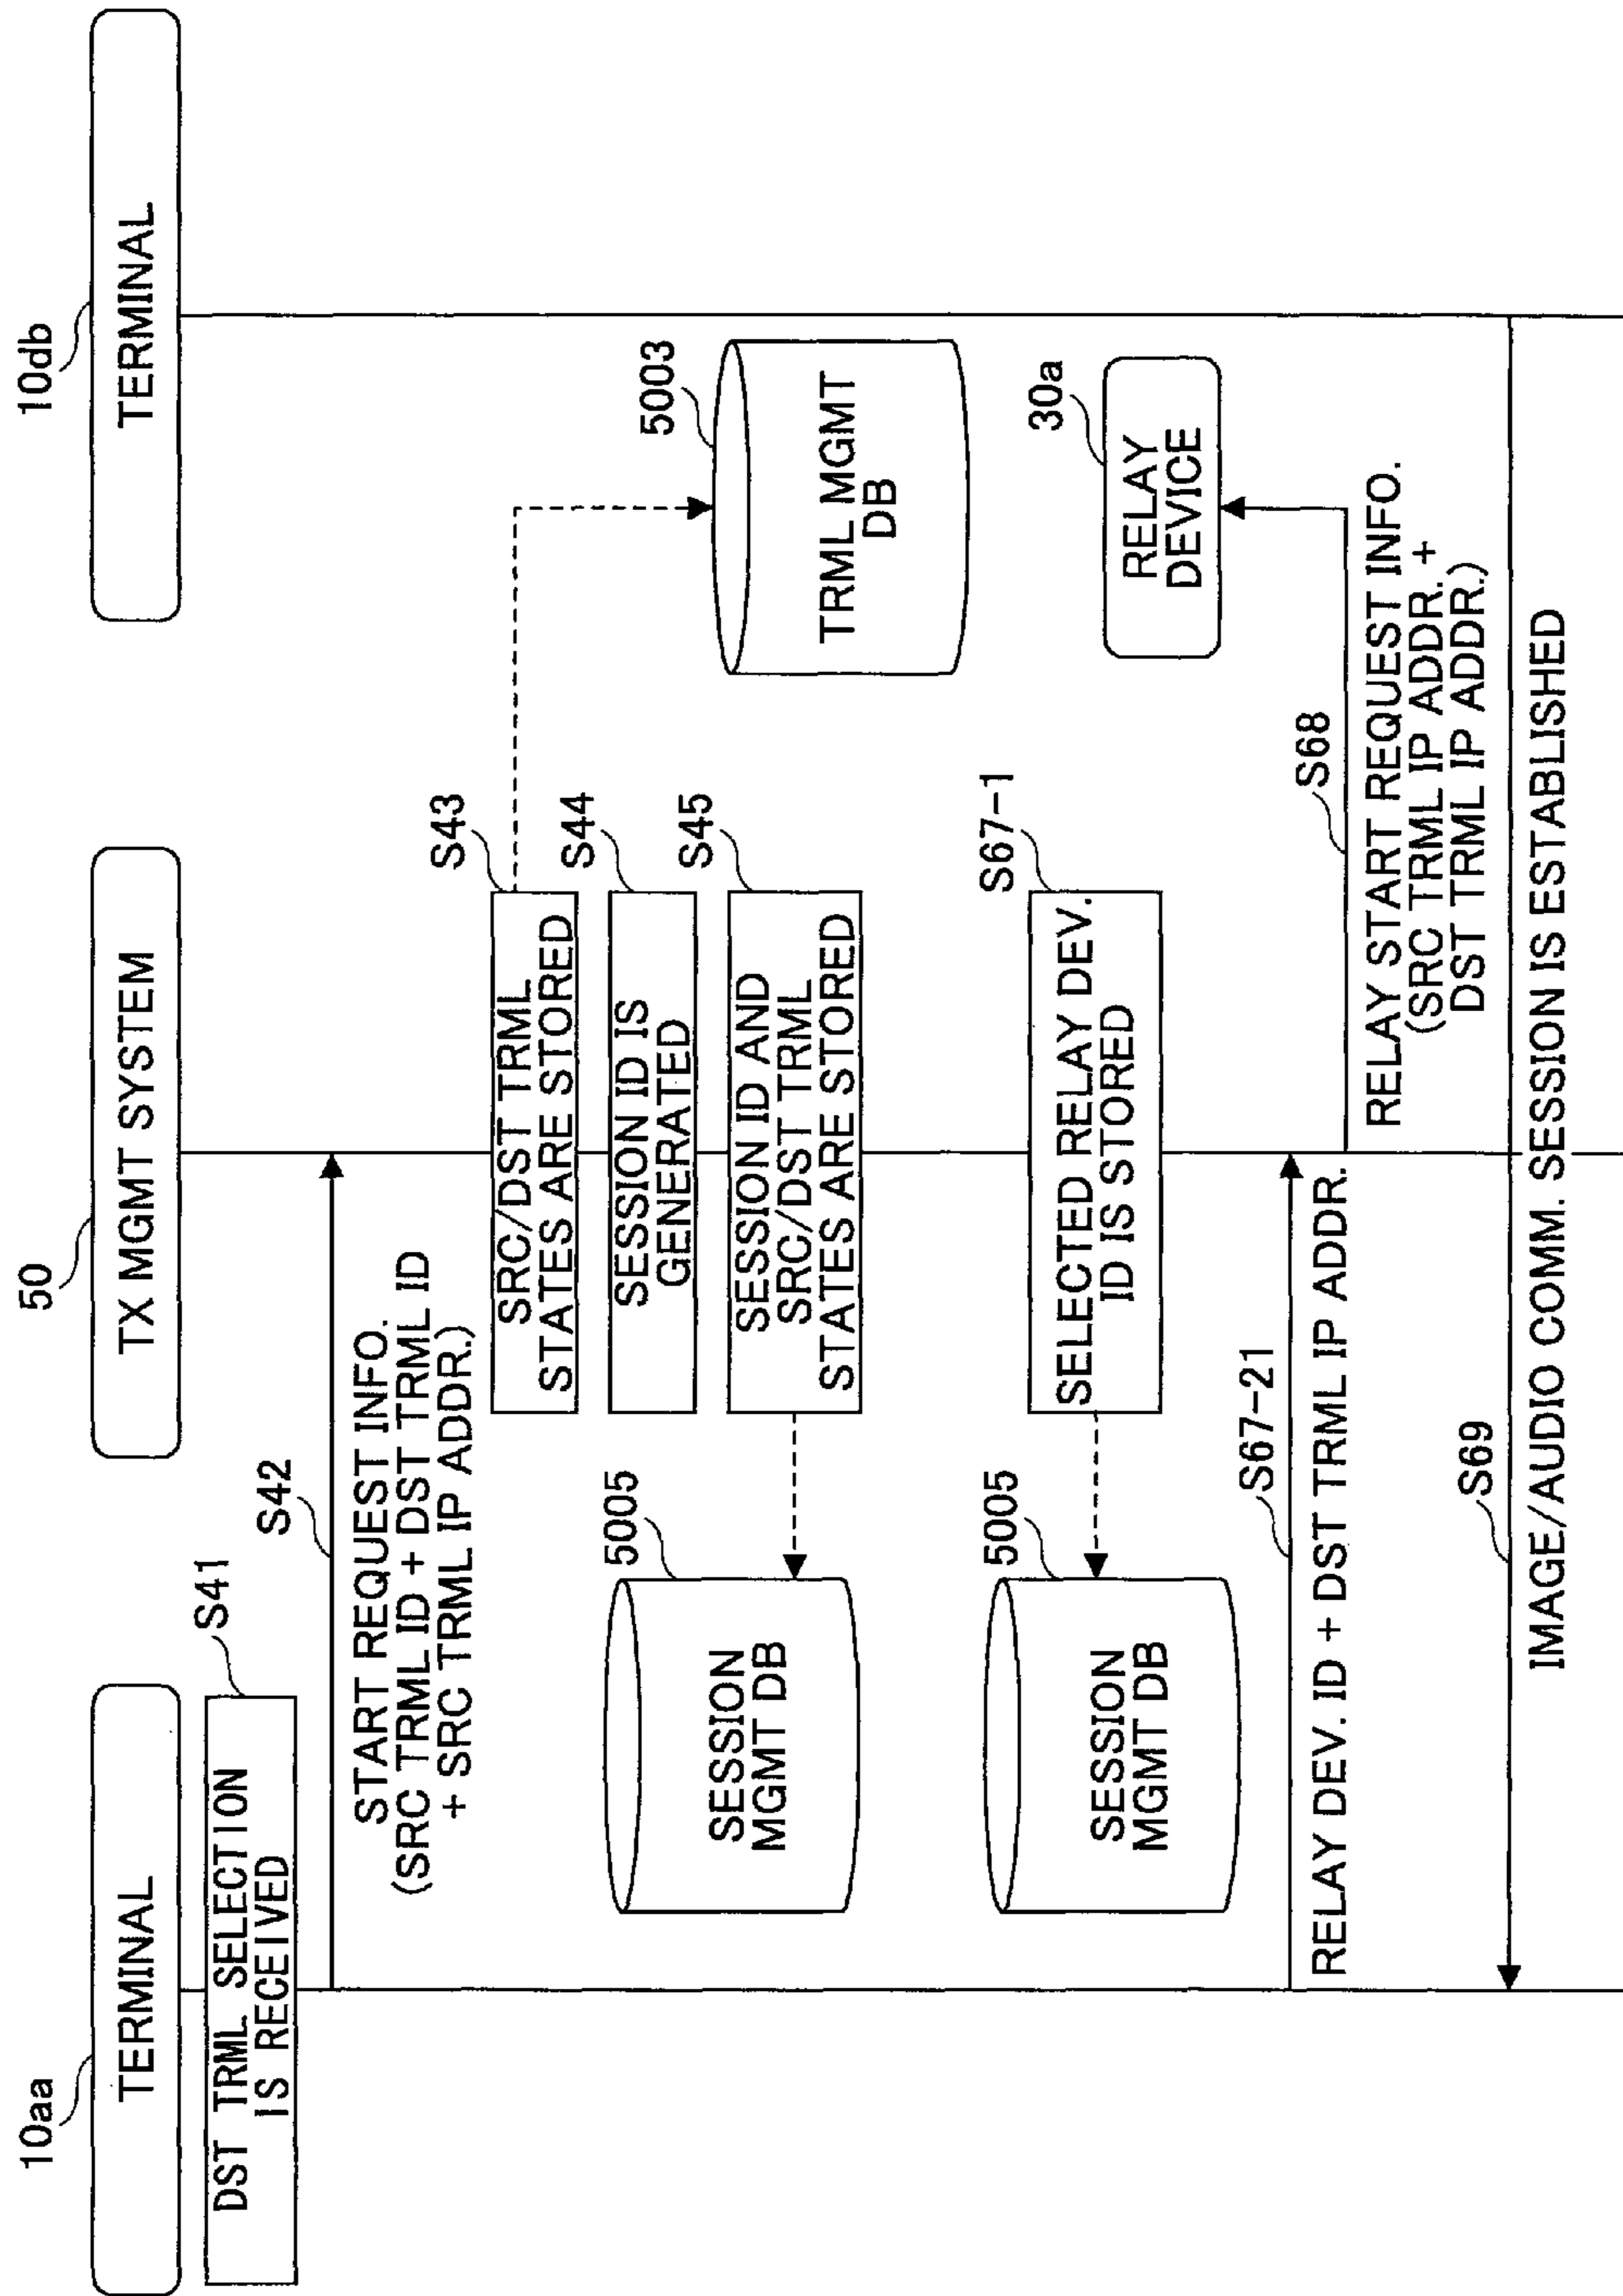 10aa
TERMINAL
50
TX MGMT SYSTEM
10db
TERMINAL
S41
DST TRML SELECTION
IS RECEIVED
S42
START REQUEST INFO.
(SRC TRML ID + DST TRML ID
+ SRC TRML IP ADDR.)
S43
SRC/DST TRML
STATES ARE STORED
5003
TRML MGMT
DB
S44
SESSION ID IS
GENERATED
S45
SESSION ID AND
SRC/DST TRML
STATES ARE STORED
5005
SESSION
MGMT DB
S67-1
SELECTED RELAY DEV.
ID IS STORED
5005
SESSION
MGMT DB
30a
RELAY
DEVICE
S67-21
RELAY DEV. ID + DST TRML IP ADDR.
S68
RELAY START REQUEST INFO.
(SRC TRML IP ADDR. +
DST TRML IP ADDR.)
S69
IMAGE/AUDIO COMM. SESSION IS ESTABLISHED